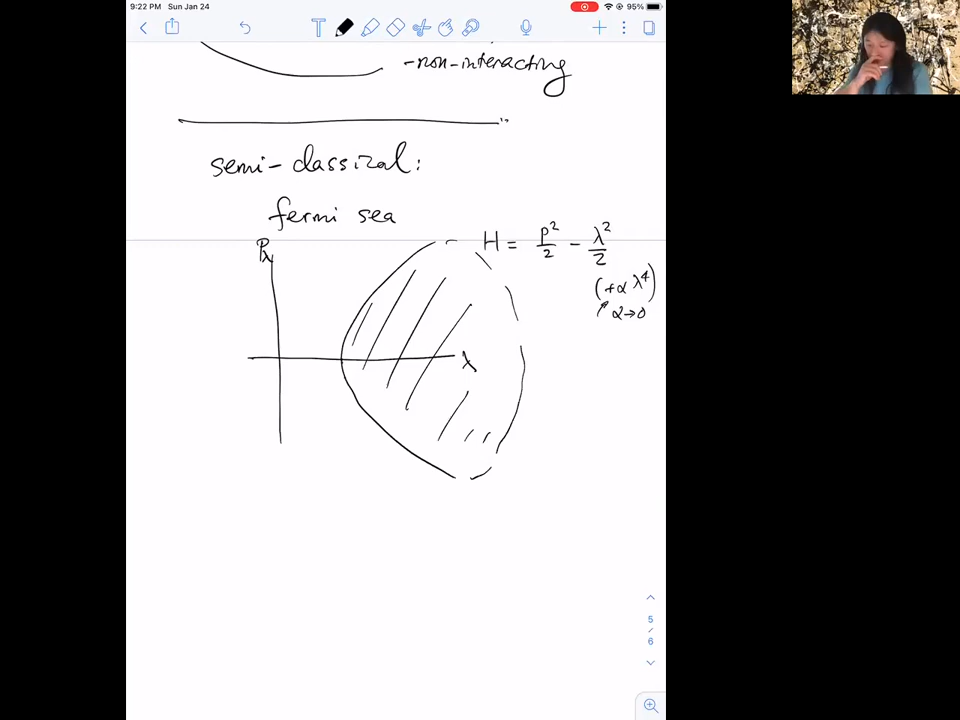 9:22 PM Sun Jan 24
95%
T
-non-interacting
semi-classical:
fermi sea
H = p²/2 - λ²/2
(+αλ⁴)
α→0
Pλ
λ
5
/
6